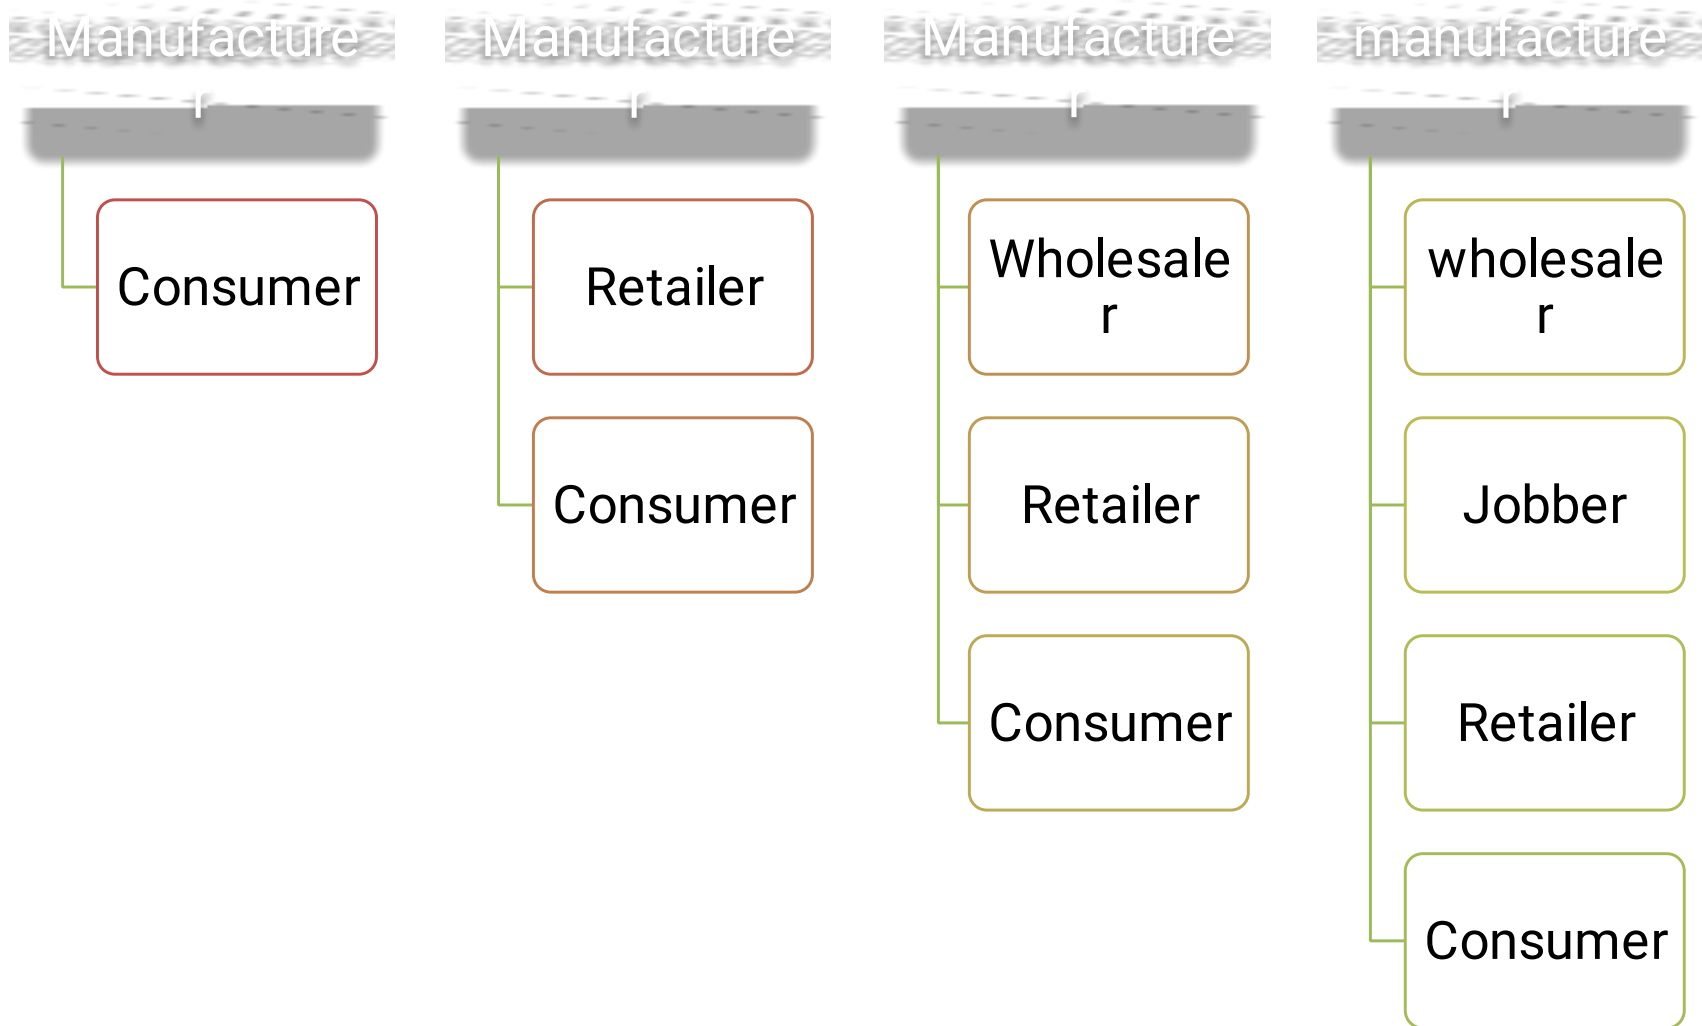 Manufacture
r
Consumer
Manufacture
r
Retailer
Consumer
Manufacture
r
Wholesale
r
Retailer
Consumer
manufacture
r
wholesale
r
Jobber
Retailer
Consumer